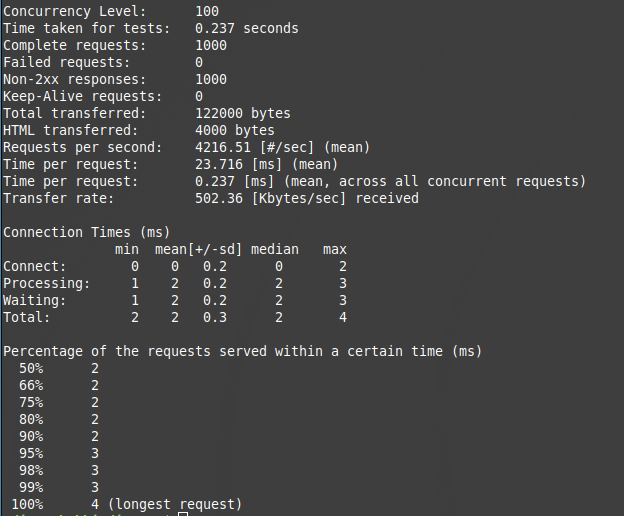 Concurrency Level:      100
Time taken for tests:   0.237 seconds
Complete requests:      1000
Failed requests:        0
Non-2xx responses:      1000
Keep-Alive requests:    0
Total transferred:      122000 bytes
HTML transferred:       4000 bytes
Requests per second:    4216.51 [#/sec] (mean)
Time per request:       23.716 [ms] (mean)
Time per request:       0.237 [ms] (mean, across all concurrent requests)
Transfer rate:          502.36 [Kbytes/sec] received

Connection Times (ms)
              min  mean[+/-sd] median   max
Connect:        0    0   0.2      0       2
Processing:     1    2   0.2      2       3
Waiting:        1    2   0.2      2       3
Total:          2    2   0.3      2       4

Percentage of the requests served within a certain time (ms)
  50%      2
  66%      2
  75%      2
  80%      2
  90%      2
  95%      3
  98%      3
  99%      3
 100%      4 (longest request)